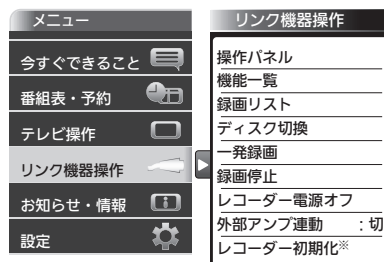 メニュー
今すぐできること
番組表・予約
テレビ操作
リンク機器操作
お知らせ・情報
設定
リンク機器操作
操作パネル
機能一覧
録画リスト
ディスク切換
一発録画
録画停止
レコーダー電源オフ
外部アンプ連動　：切
レコーダー初期化※